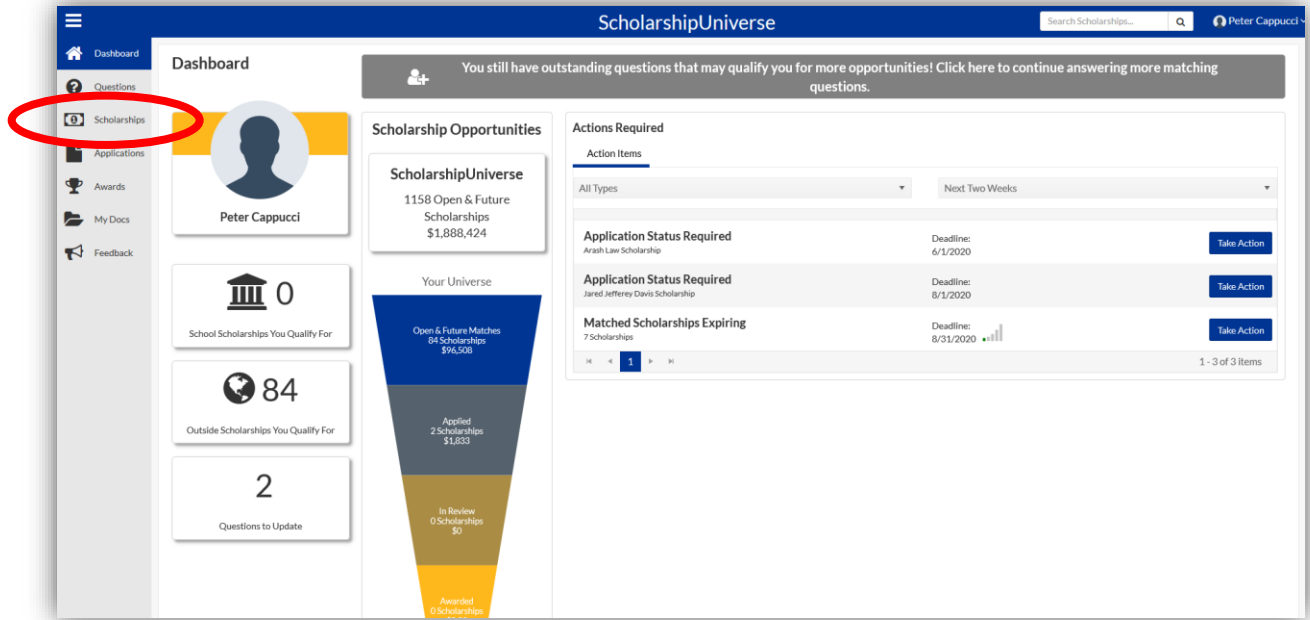 ScholarshipUniverse
Search Scholarships...
Peter Cappucci
Dashboard
Questions
Scholarships
Applications
Awards
My Docs
Feedback
Dashboard
You still have outstanding questions that may qualify you for more opportunities! Click here to continue answering more matching
questions.
Peter Cappucci
0
School Scholarships You Qualify For
84
Outside Scholarships You Qualify For
2
Questions to Update
Scholarship Opportunities
ScholarshipUniverse
1158 Open & Future
Scholarships
$1,888,424
Your Universe
Open & Future Matches
84 Scholarships
$96,508
Applied
2 Scholarships
$1,833
In Review
0 Scholarships
$0
Awarded
0 Scholarships
Actions Required
Action Items
All Types
Next Two Weeks
Application Status Required
Arash Law Scholarship
Deadline:
6/1/2020
Take Action
Application Status Required
Jared Jefferey Davis Scholarship
Deadline:
8/1/2020
Take Action
Matched Scholarships Expiring
7 Scholarships
Deadline:
8/31/2020
Take Action
1
1 - 3 of 3 items